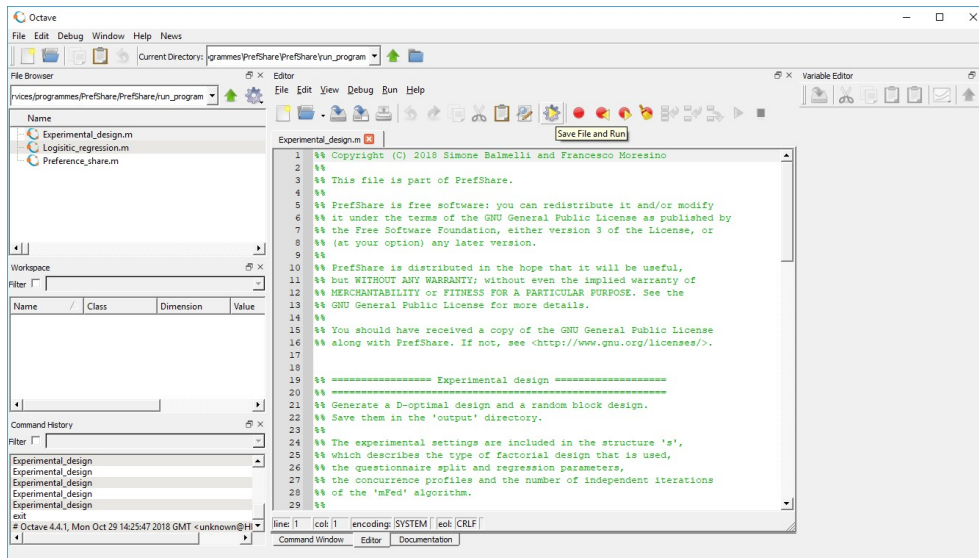 Octave
File Edit Debug Window Help News
Current Directory: ogrammes\PrefShare\PrefShare\run_program
File Browser
rvices/programmes/PrefShare/PrefShare/run_program
Name
Experimental_design.m
Logisitic_regression.m
Preference_share.m
Workspace
Filter
Name / Class Dimension Value
Command History
Filter
Experimental_design
Experimental_design
Experimental_design
Experimental_design
Experimental_design
exit
# Octave 4.4.1, Mon Oct 29 14:25:47 2018 GMT <unknown@HI
Editor
File Edit View Debug Run Help
Save File and Run
Experimental_design.m
1 %% Copyright (C) 2018 Simone Balmelli and Francesco Moresino
2 %%
3 %% This file is part of PrefShare.
4 %%
5 %% PrefShare is free software: you can redistribute it and/or modify
6 %% it under the terms of the GNU General Public License as published by
7 %% the Free Software Foundation, either version 3 of the License, or
8 %% (at your option) any later version.
9 %%
10 %% PrefShare is distributed in the hope that it will be useful,
11 %% but WITHOUT ANY WARRANTY; without even the implied warranty of
12 %% MERCHANTABILITY or FITNESS FOR A PARTICULAR PURPOSE. See the
13 %% GNU General Public License for more details.
14 %%
15 %% You should have received a copy of the GNU General Public License
16 %% along with PrefShare. If not, see <http://www.gnu.org/licenses/>.
17
18
19 %% ================= Experimental design ===================
20 %% =========================================================
21 %% Generate a D-optimal design and a random block design.
22 %% Save them in the 'output' directory.
23 %%
24 %% The experimental settings are included in the structure 's',
25 %% which describes the type of factorial design that is used,
26 %% the questionnaire split and regression parameters,
27 %% the concurrence profiles and the number of independent iterations
28 %% of the 'mFed' algorithm.
29 %%
line: 1 col: 1 encoding: SYSTEM eol: CRLF
Command Window Editor Documentation
Variable Editor